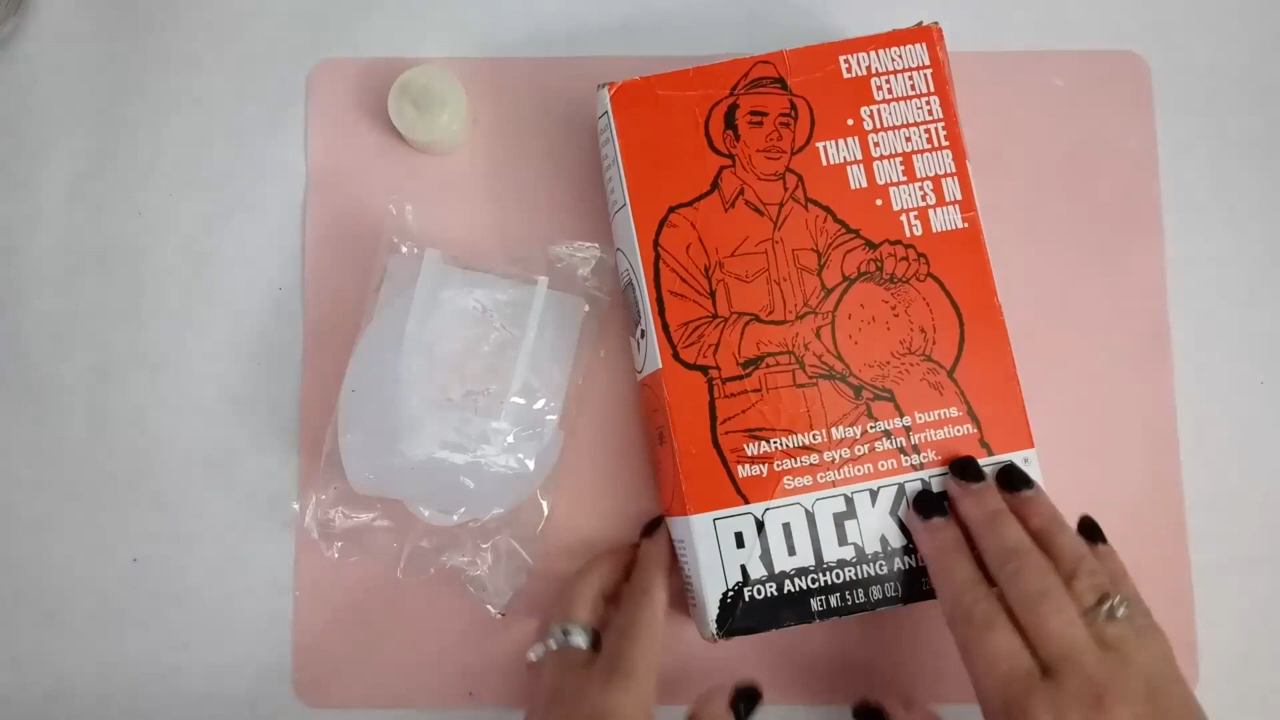 EXPANSION
CEMENT
• STRONGER
THAN CONCRETE
IN ONE HOUR
• DRIES IN
15 MIN.
WARNING! May cause burns.
May cause eye or skin irritation.
See caution on back.
®
FOR ANCHORING
NET WT. 5 LB. (80 OZ.)